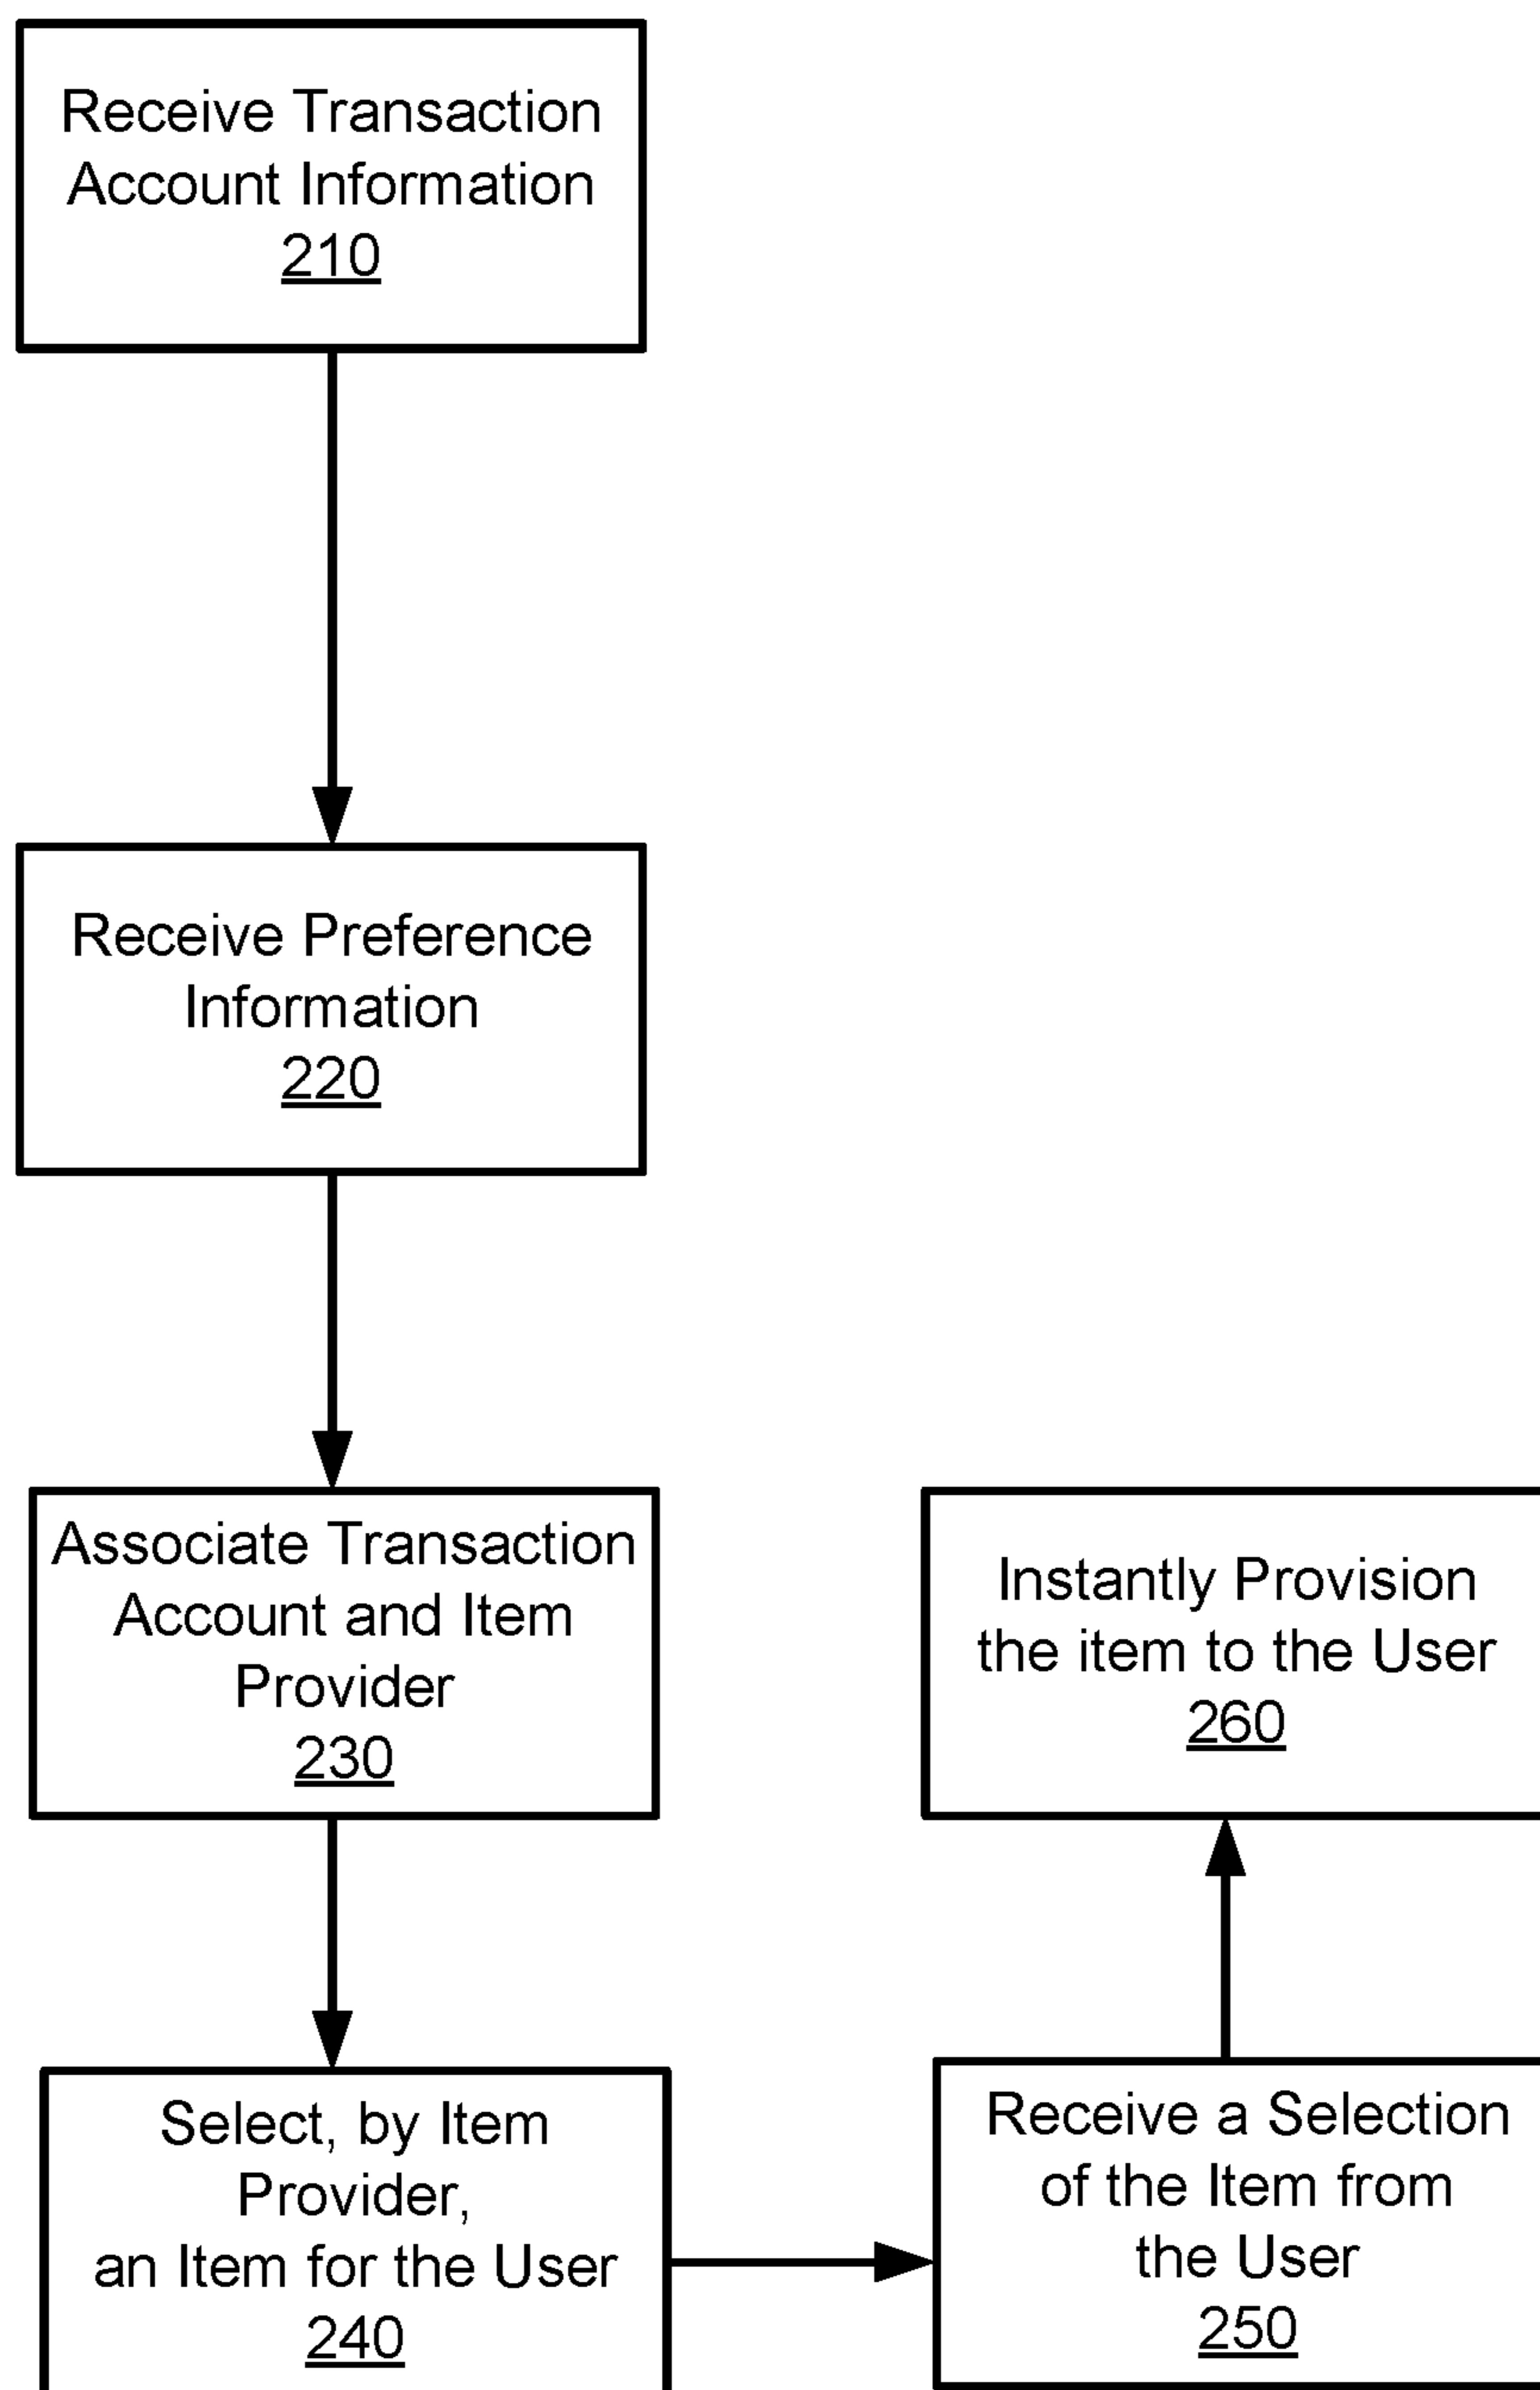 Receive Transaction
Account Information
210
Receive Preference
Information
220
Associate Transaction
Account and Item
Provider
230
Select, by Item
Provider,
an Item for the User
240
Receive a Selection
of the Item from
the User
250
Instantly Provision
the item to the User
260